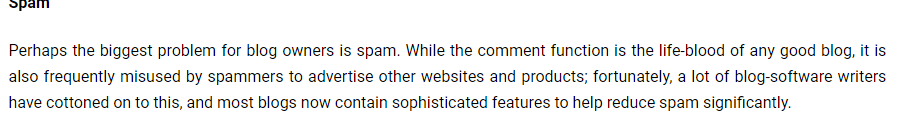 Spam
Perhaps the biggest problem for blog owners is spam. While the comment function is the life-blood of any good blog, it is
also frequently misused by spammers to advertise other websites and products; fortunately, a lot of blog-software writers
have cottoned on to this, and most blogs now contain sophisticated features to help reduce spam significantly.